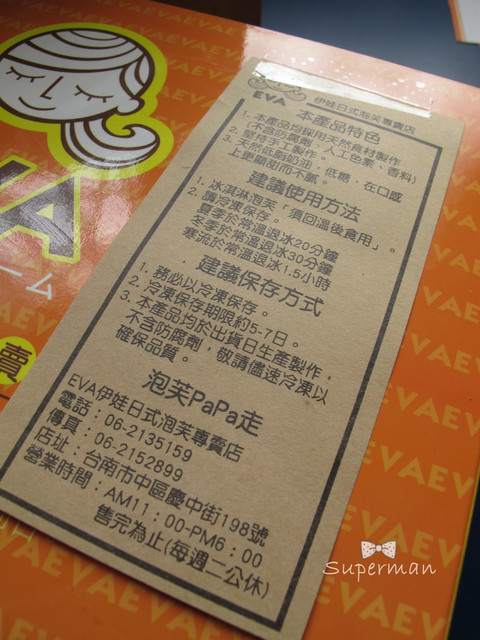 EVA 伊娃日式泡芙專賣店
本產品特色
1. 本產品均採用天然食材製作
(不含防腐劑、人工色素、香料)
2. 堅持手工製作。
3. 天然低脂奶油，低糖，在口感
上更順甜而不膩。
建議使用方法
1. 冰淇淋泡芙「須回溫後食用」。
2. 請冷凍保存。
夏季於常溫退冰20分鐘
冬季於常溫退冰30分鐘
寒流於常溫退冰1.5小時
建議保存方式
1. 務必以冷凍保存。
2. 冷凍保存期限約5-7日。
3. 本產品均於出貨日生產製作，
不含防腐劑，敬請儘速冷凍以
確保品質。
泡芙PaPa走
EVA伊娃日式泡芙專賣店
電話：06-2135159
傳真：06-2152899
店址：台南市中區慶中街198號
營業時間：AM11：00-PM6：00
售完為止(每週二公休)
賣
Superman